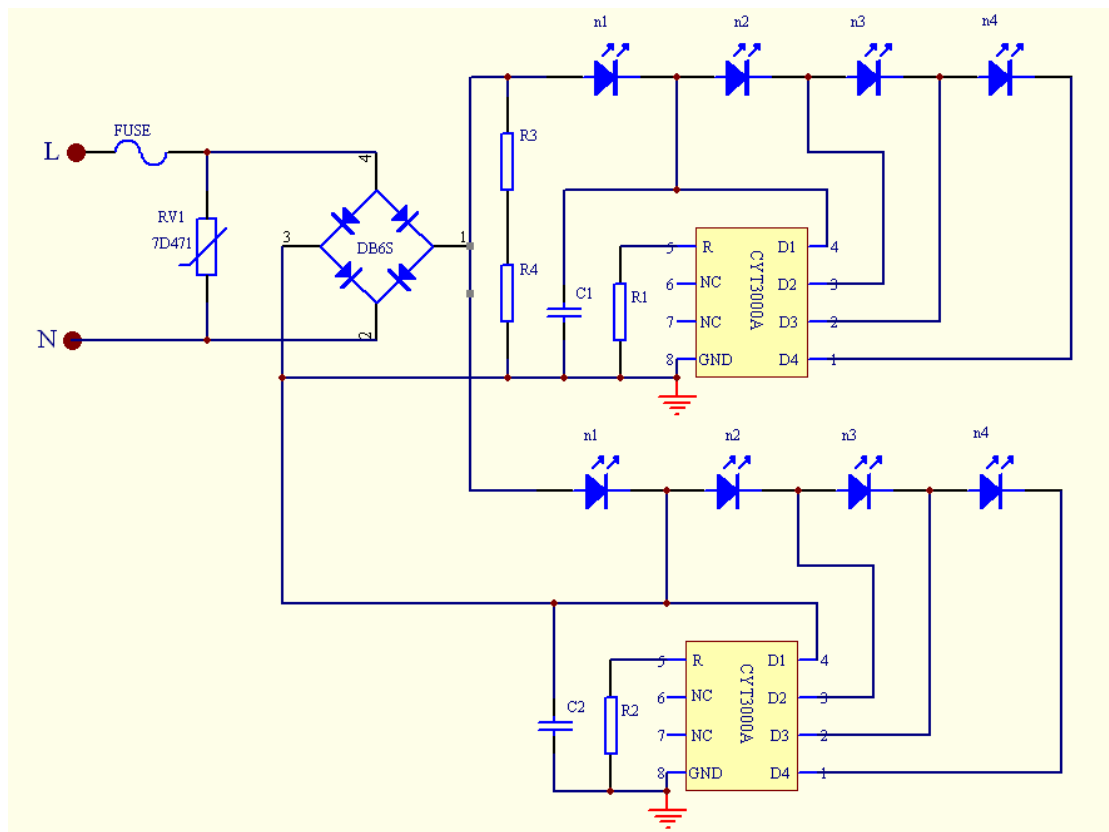 n1 n2 n3 n4
FUSE
L
R3
RV1
7D471
4
3
DB6S
1
2
N
R4
C1
R1
5 R D1 4
6 NC D2 3
7 NC D3 2
8 GND D4 1
CYT3000A
n1 n2 n3 n4
C2
R2
5 R D1 4
6 NC D2 3
7 NC D3 2
8 GND D4 1
CYT3000A